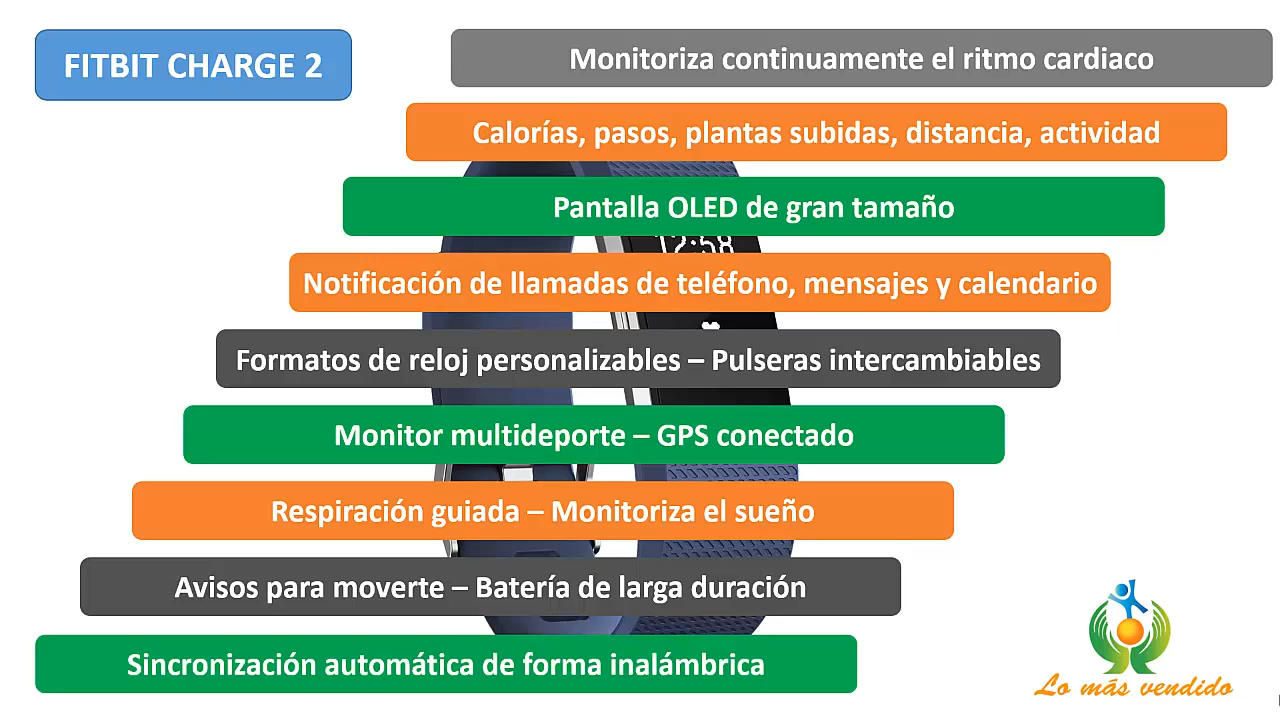 FITBIT CHARGE 2
Monitoriza continuamente el ritmo cardiaco
Calorías, pasos, plantas subidas, distancia, actividad
Pantalla OLED de gran tamaño
12:58
Notificación de llamadas de teléfono, mensajes y calendario
Formatos de reloj personalizables – Pulseras intercambiables
Monitor multideporte – GPS conectado
Respiración guiada – Monitoriza el sueño
Avisos para moverte – Batería de larga duración
Sincronización automática de forma inalámbrica
Lo más vendido